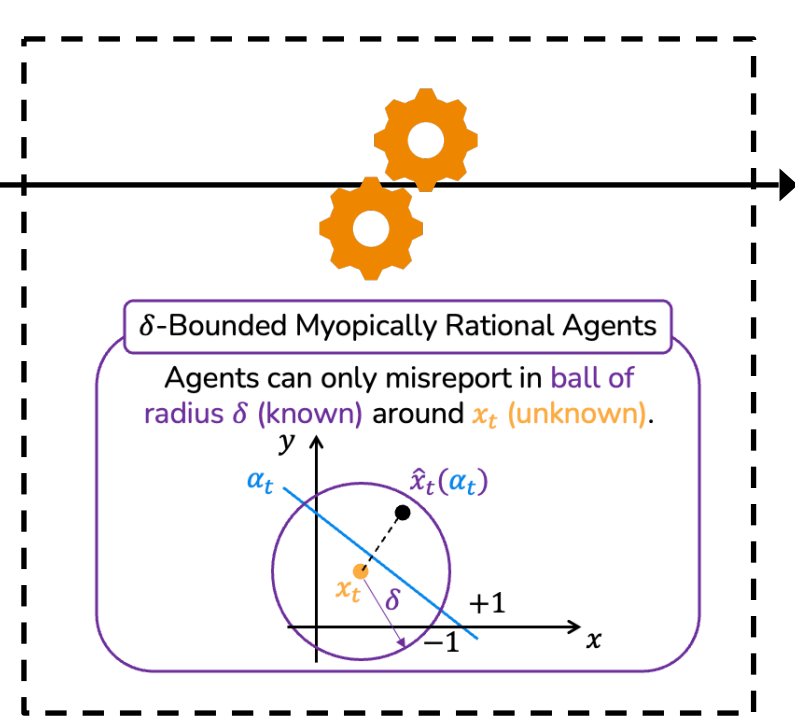 δ-Bounded Myopically Rational Agents
Agents can only misreport in ball of
radius δ (known) around xₜ (unknown).
y
αₜ
x̂ₜ(αₜ)
xₜ
δ
+1
−1
x